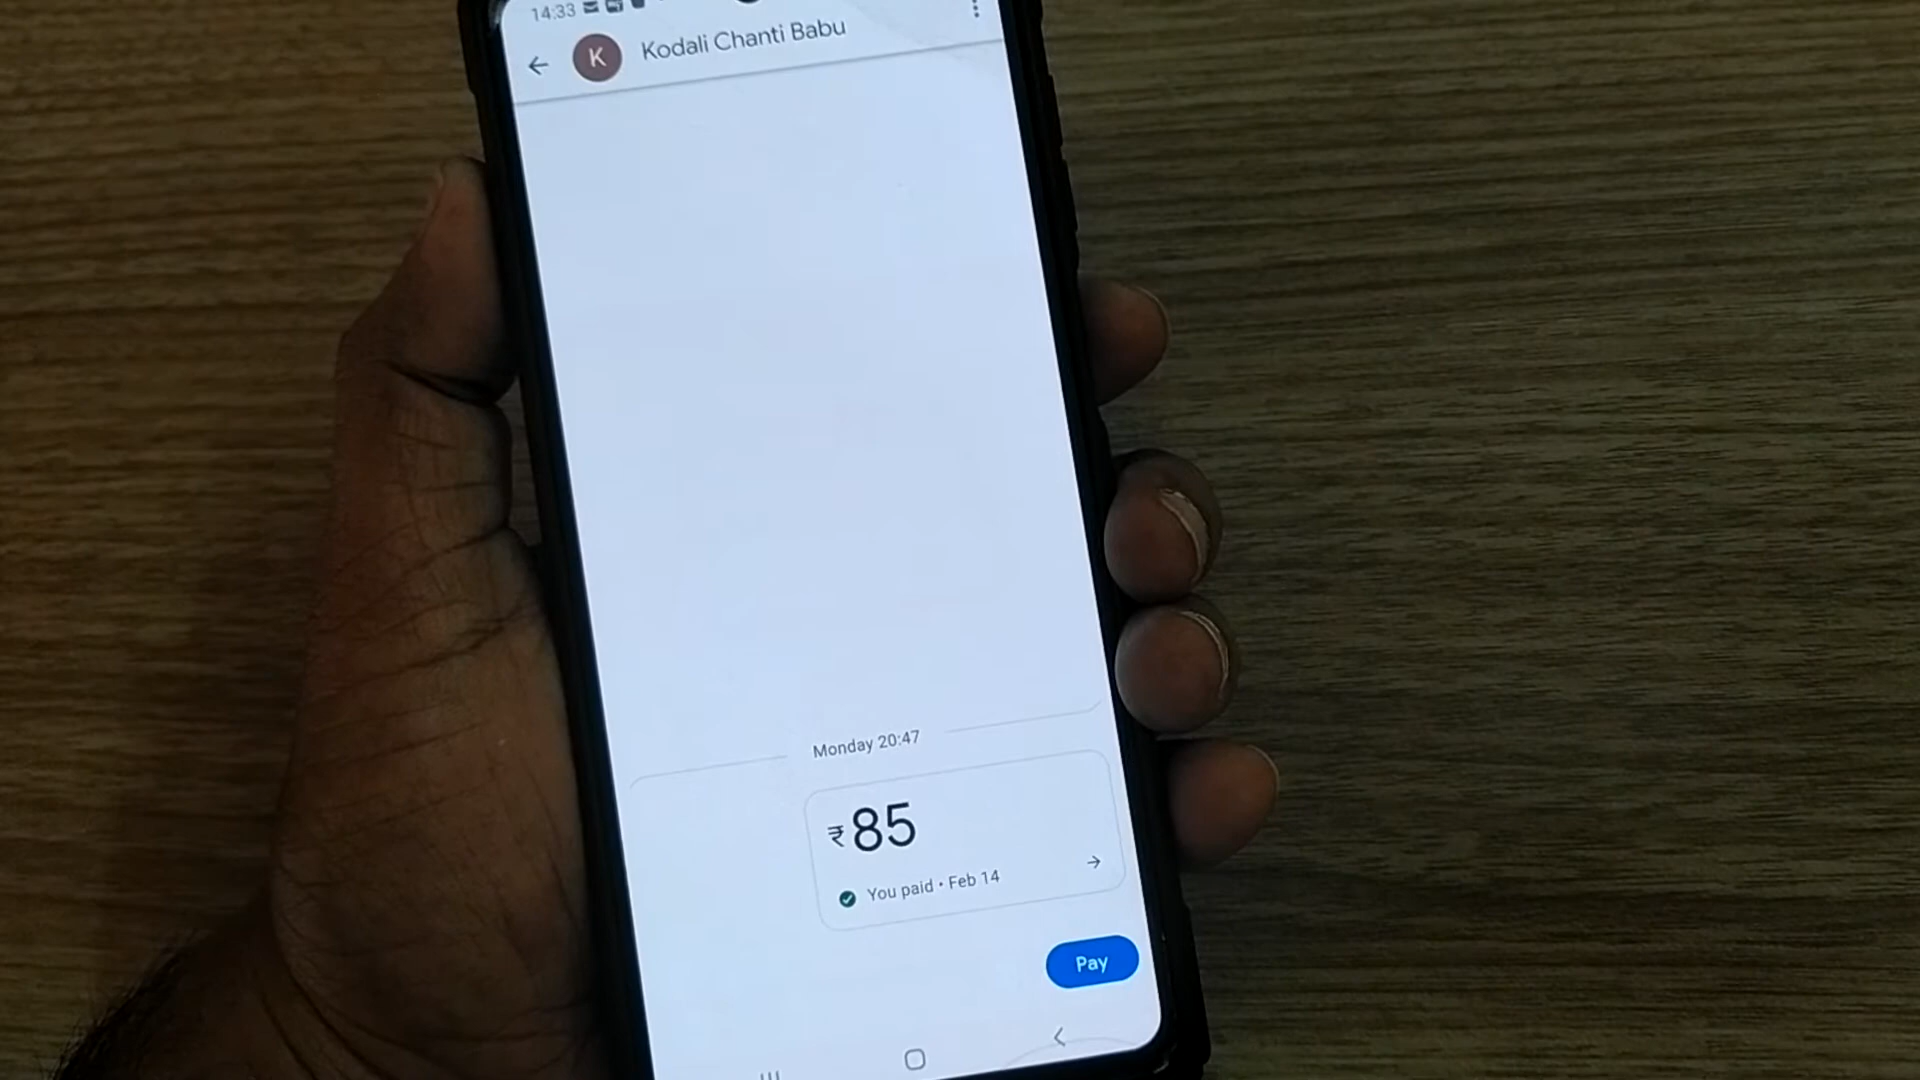 14:33
K
Kodali Chanti Babu
Monday 20:47
₹85
You paid • Feb 14
Pay